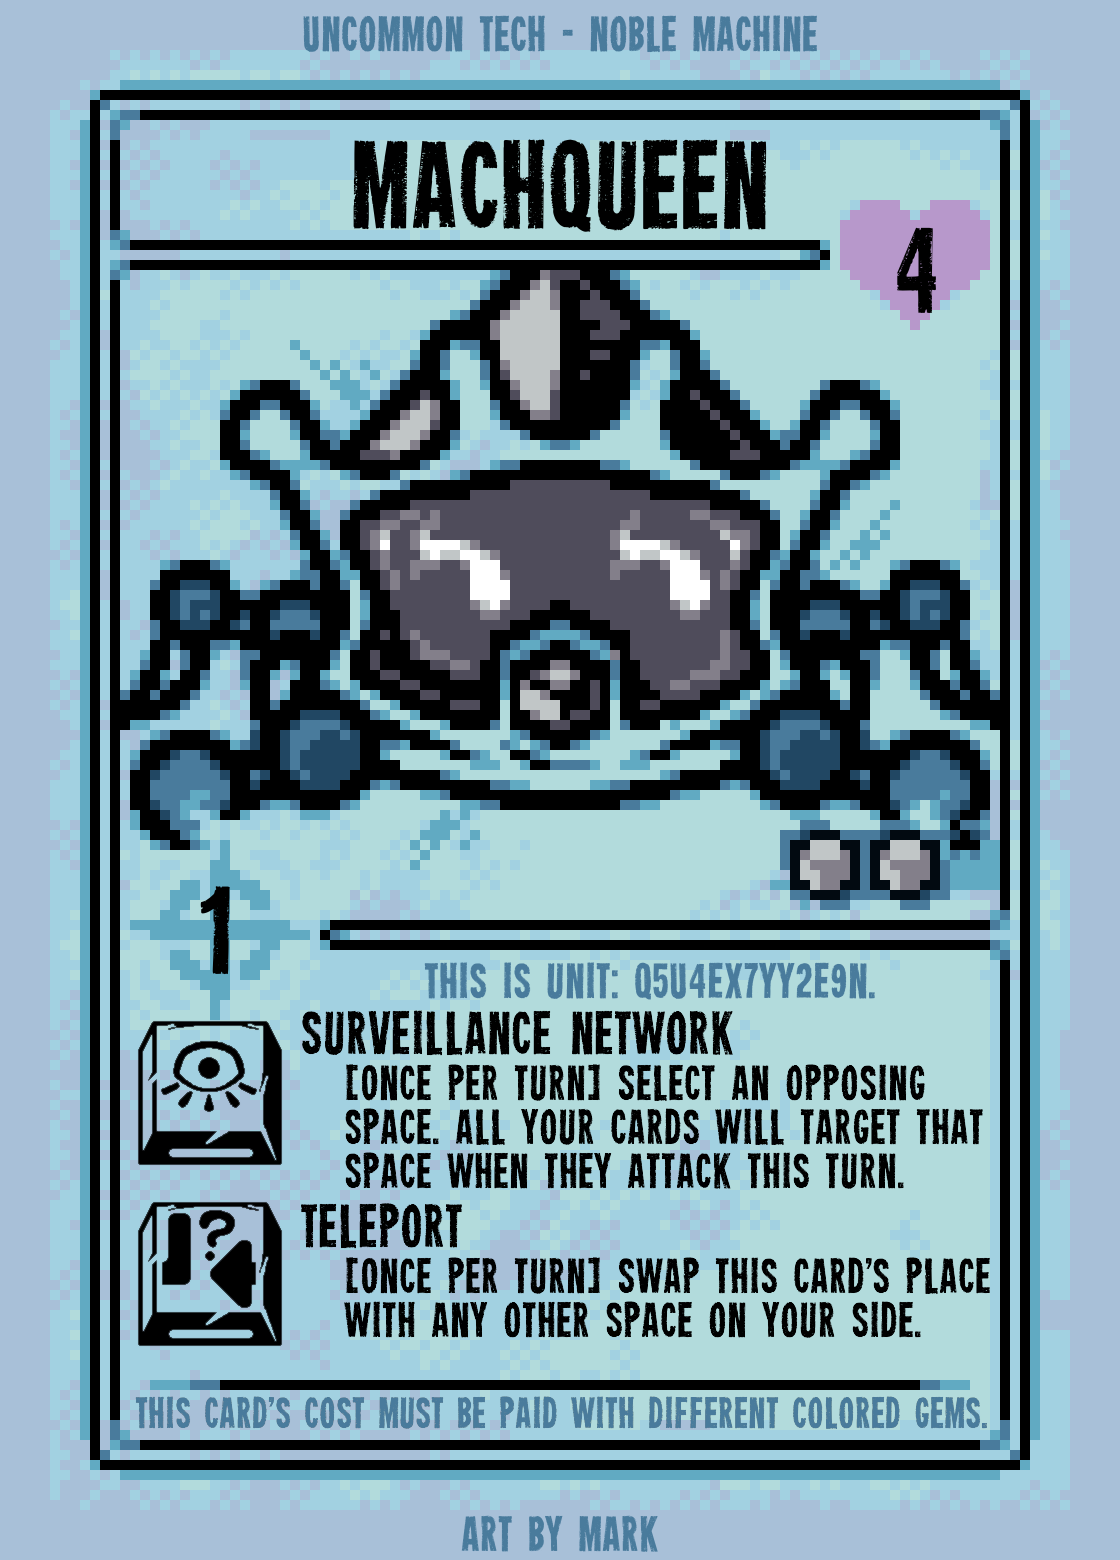 UNCOMMON TECH - NOBLE MACHINE
MACHQUEEN
4
1
THIS IS UNIT: Q5U4EX7YY2E9N.
SURVEILLANCE NETWORK
[ONCE PER TURN] SELECT AN OPPOSING
SPACE. ALL YOUR CARDS WILL TARGET THAT
SPACE WHEN THEY ATTACK THIS TURN.
?
TELEPORT
[ONCE PER TURN] SWAP THIS CARD'S PLACE
WITH ANY OTHER SPACE ON YOUR SIDE.
THIS CARD'S COST MUST BE PAID WITH DIFFERENT COLORED GEMS.
ART BY MARK